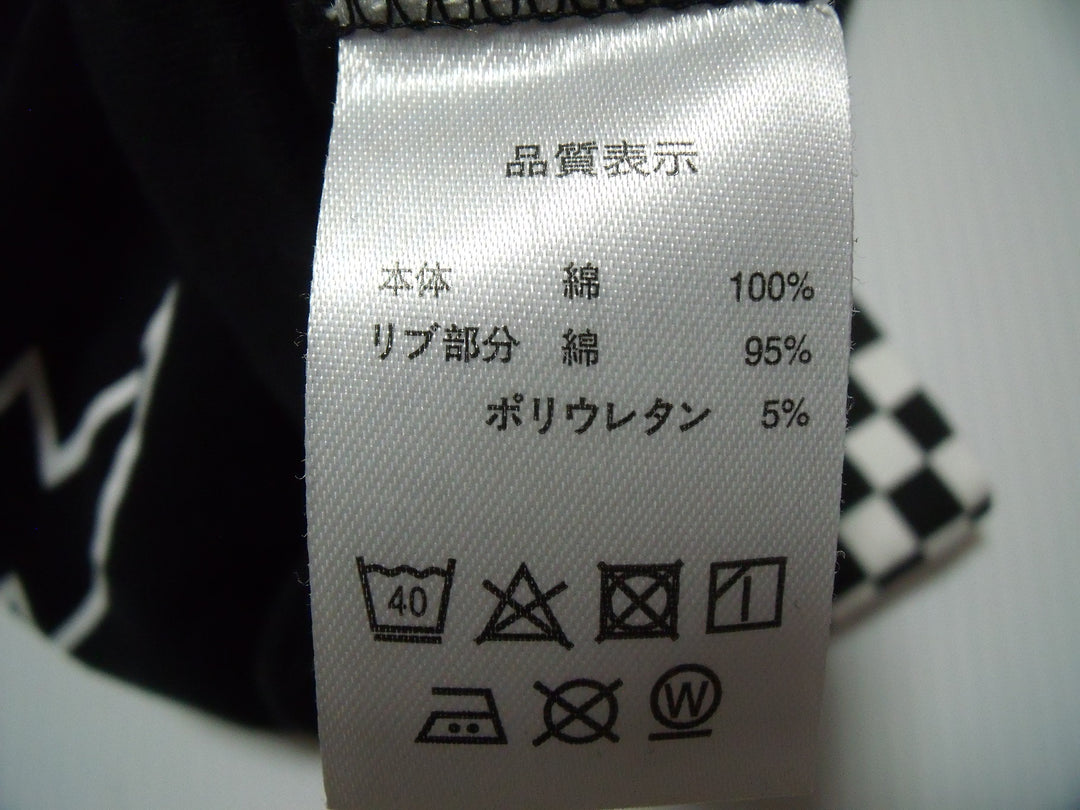 品質表示
本体 綿 100%
リブ部分 綿 95%
ポリウレタン 5%
40
W